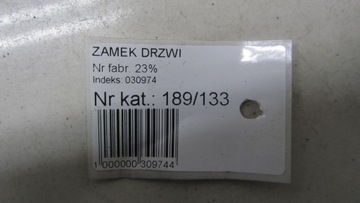 ZAMEK DRZWI
Nr fabr. 23%
Indeks: 030974
Nr kat.: 189/133
1 000000 309744